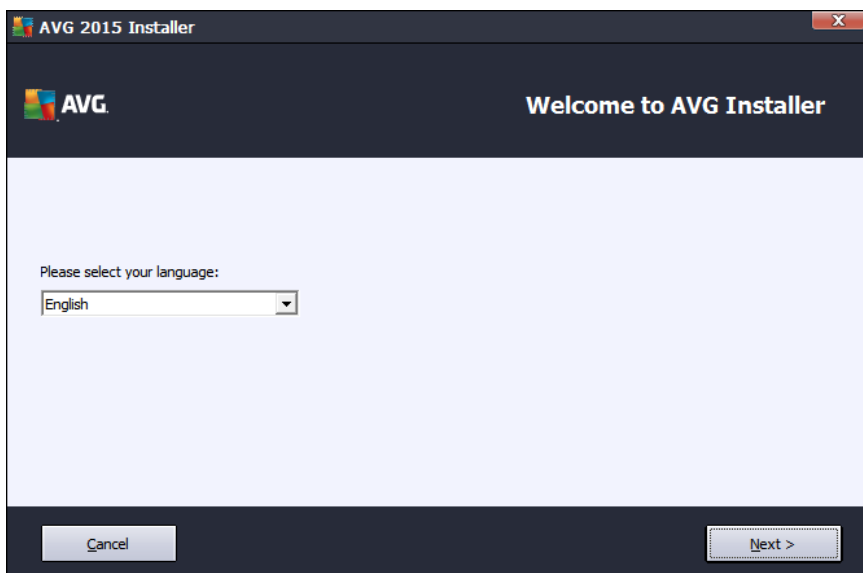 AVG 2015 Installer
AVG.
Welcome to AVG Installer
Please select your language:
English
Cancel
Next >